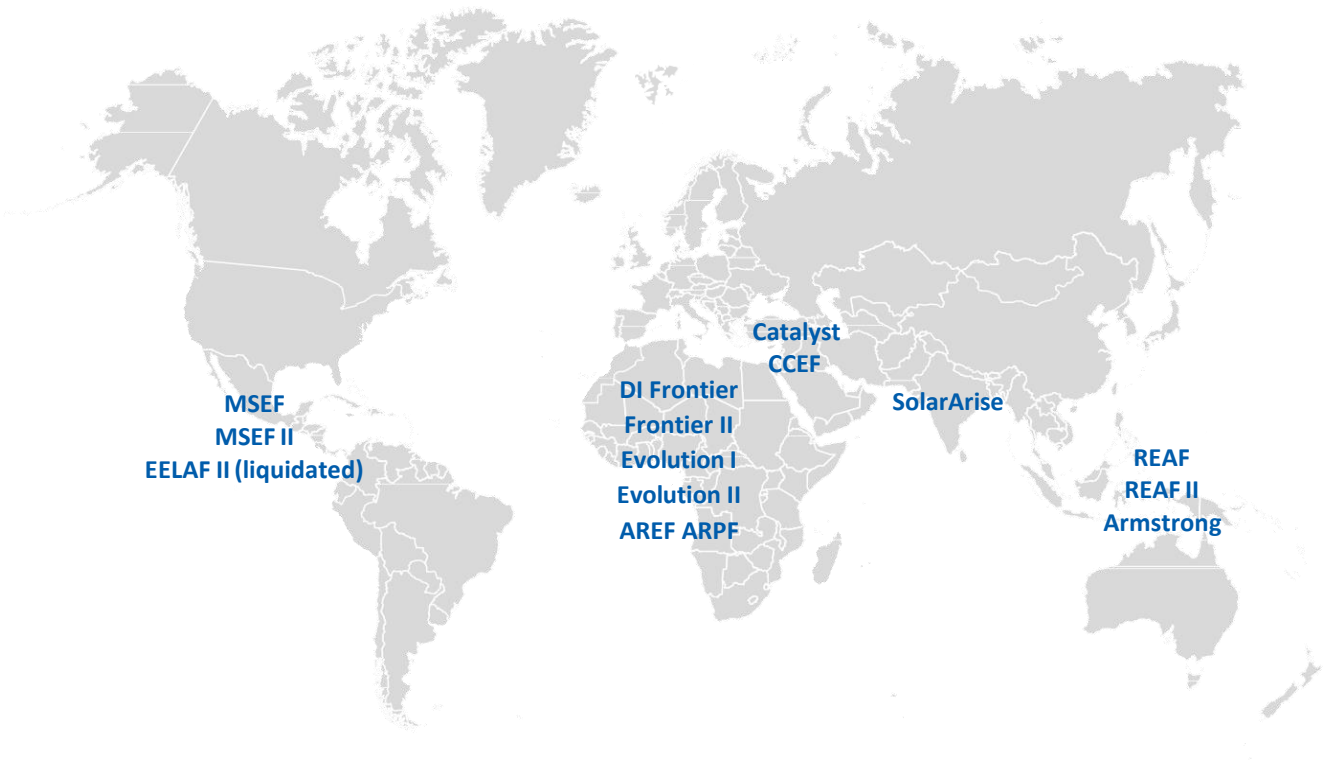 MSEF
MSEF II
EELAF II (liquidated)
DI Frontier
Frontier II
Evolution I
Evolution II
AREF ARPF
Catalyst
CCEF
SolarArise
REAF
REAF II
Armstrong